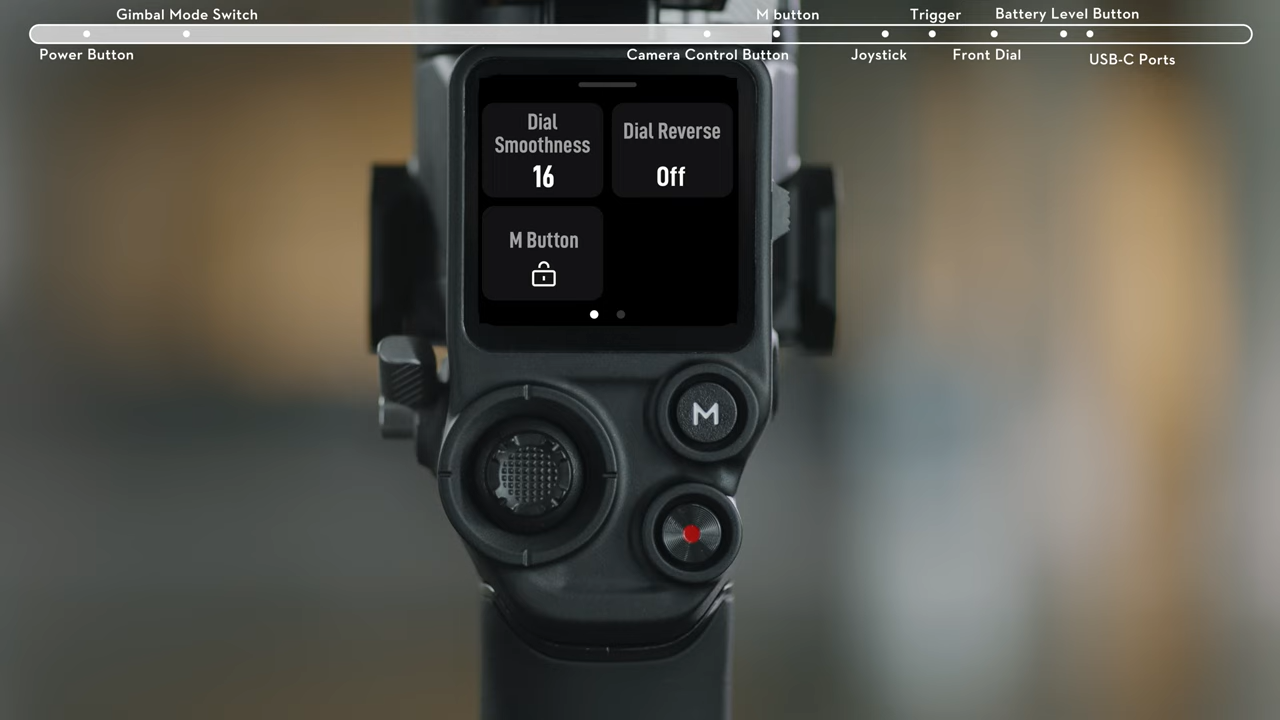 Gimbal Mode Switch
M button
Trigger
Battery Level Button
Power Button
Camera Control Button
Joystick
Front Dial
USB-C Ports
Dial
Smoothness
16
Dial Reverse
Off
M Button
M